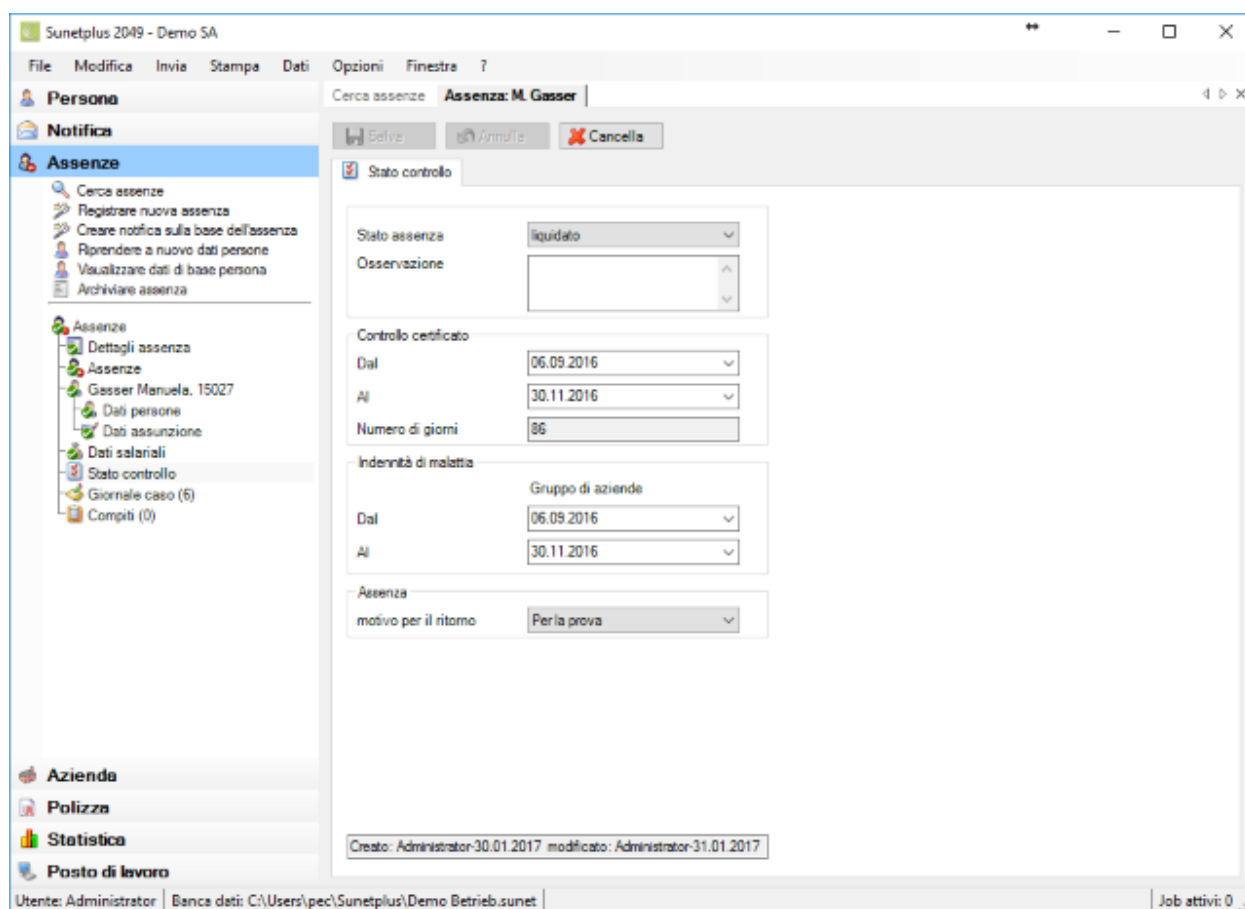 Sunetplus 2049 - Demo SA
File Modifica Invia Stampa Dati Opzioni Finestra ?
Persona
Notifica
Assenze
Cerca assenze
Registrare nuova assenza
Creare notifica sulla base dell'assenza
Riprendere a nuovo dati persone
Visualizzare dati di base persona
Archiviare assenza
Assenze
Dettagli assenza
Assenze
Gasser Manuela, 15027
Dati persone
Dati assunzione
Dati salariali
Stato controllo
Giornale caso (6)
Compiti (0)
Azienda
Polizza
Statistica
Posto di lavoro
Cerca assenze Assenza: M. Gasser
Salva Annulla Cancella
Stato controllo
Stato assenza liquidato
Osservazione
Controllo certificato
Dal 06.09.2016
Al 30.11.2016
Numero di giorni 86
Indennità di malattia
Gruppo di aziende
Dal 06.09.2016
Al 30.11.2016
Assenza
motivo per il ritorno Per la prova
Creato: Administrator-30.01.2017 modificato: Administrator-31.01.2017
Utente: Administrator Banca dati: C:\Users\pec\Sunetplus\Demo Betrieb.sunet Job attivi: 0